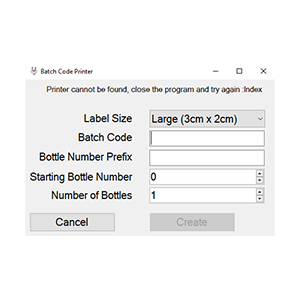 Batch Code Printer
Printer cannot be found, close the program and try again :Index
Label Size Large (3cm x 2cm)
Batch Code
Bottle Number Prefix
Starting Bottle Number 0
Number of Bottles 1
Cancel Create